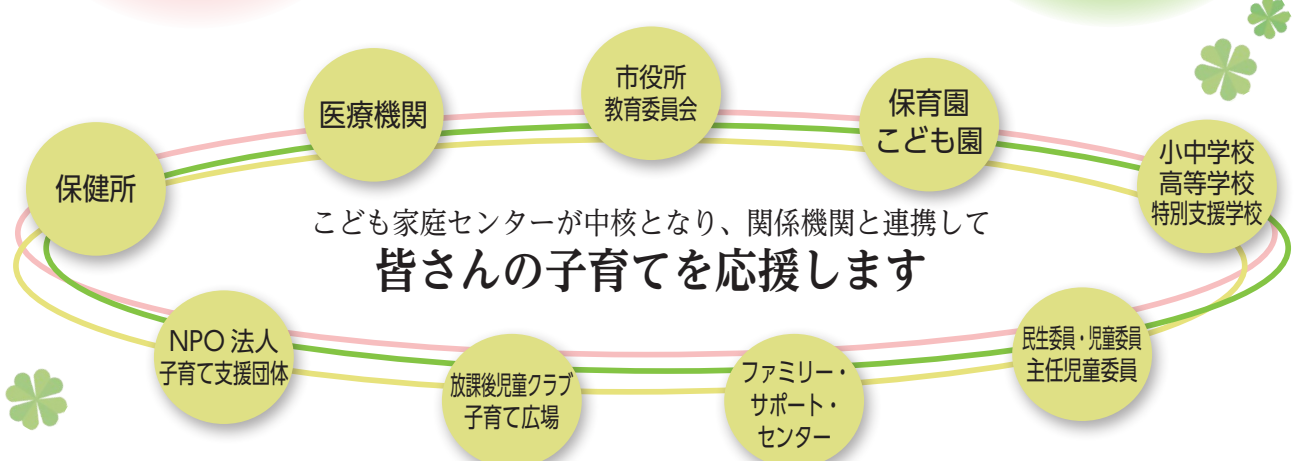 市役所
教育委員会
医療機関
保育園
こども園
保健所
小中学校
高等学校
特別支援学校
こども家庭センターが中核となり、関係機関と連携して
皆さんの子育てを応援します
NPO 法人
子育て支援団体
放課後児童クラブ
子育て広場
ファミリー・
サポート・
センター
民生委員・児童委員
主任児童委員